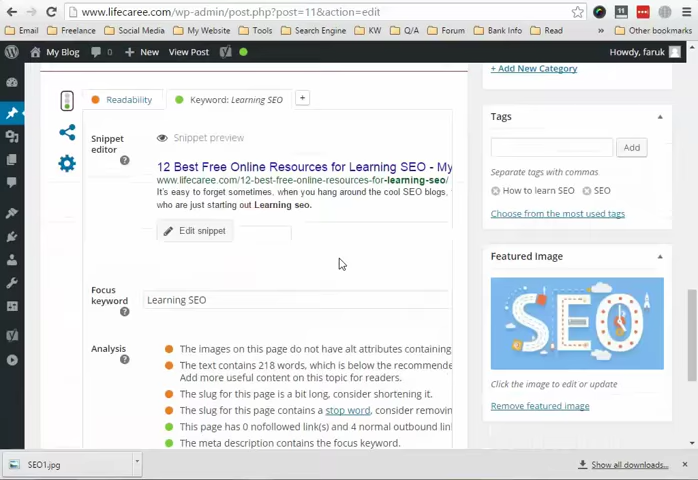 www.lifecaree.com/wp-admin/post.php?post=11&action=edit
Email Freelance Social Media My Website Search Engine KW Q/A Forum Bank Info Read » Other bookmarks
My Blog 0 + New View Post Howdy, faruk
+ Add New Category
Readability Keyword: Learning SEO +
Snippet editor ?
Snippet preview
12 Best Free Online Resources for Learning SEO - My
www.lifecaree.com/12-best-free-online-resources-for-learning-seo/
It's easy to forget sometimes, when you hang around the cool SEO blogs,
who are just starting out Learning seo.
Edit snippet
Focus keyword ?
Learning SEO
Analysis ?
The images on this page do not have alt attributes containing
The text contains 218 words, which is below the recommende
Add more useful content on this topic for readers.
The slug for this page is a bit long, consider shortening it.
The slug for this page contains a stop word, consider removin
This page has 0 nofollowed link(s) and 4 normal outbound lin
The meta description contains the focus keyword.
Tags
Add
Separate tags with commas
How to learn SEO SEO
Choose from the most used tags
Featured Image
SEO
Click the image to edit or update
Remove featured image
SEO1.jpg
Show all downloads...